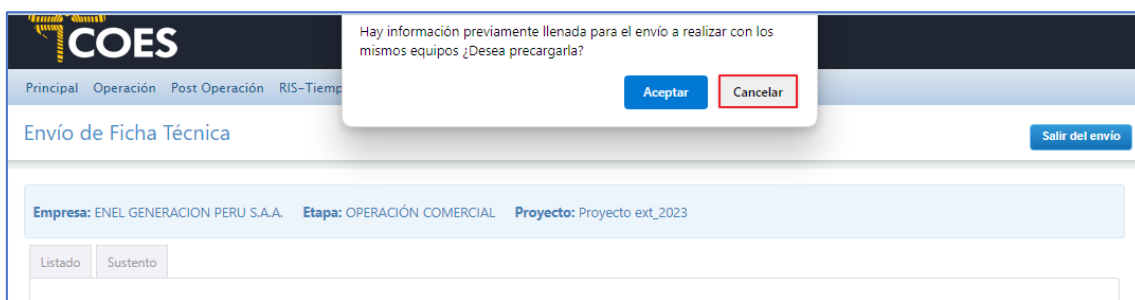 COES
Hay información previamente llenada para el envío a realizar con los
mismos equipos ¿Desea precargarla?
Aceptar Cancelar
Principal Operación Post Operación RIS-Tiemp
Envío de Ficha Técnica
Salir del envío
Empresa: ENEL GENERACION PERU S.A.A. Etapa: OPERACIÓN COMERCIAL Proyecto: Proyecto ext_2023
Listado Sustento